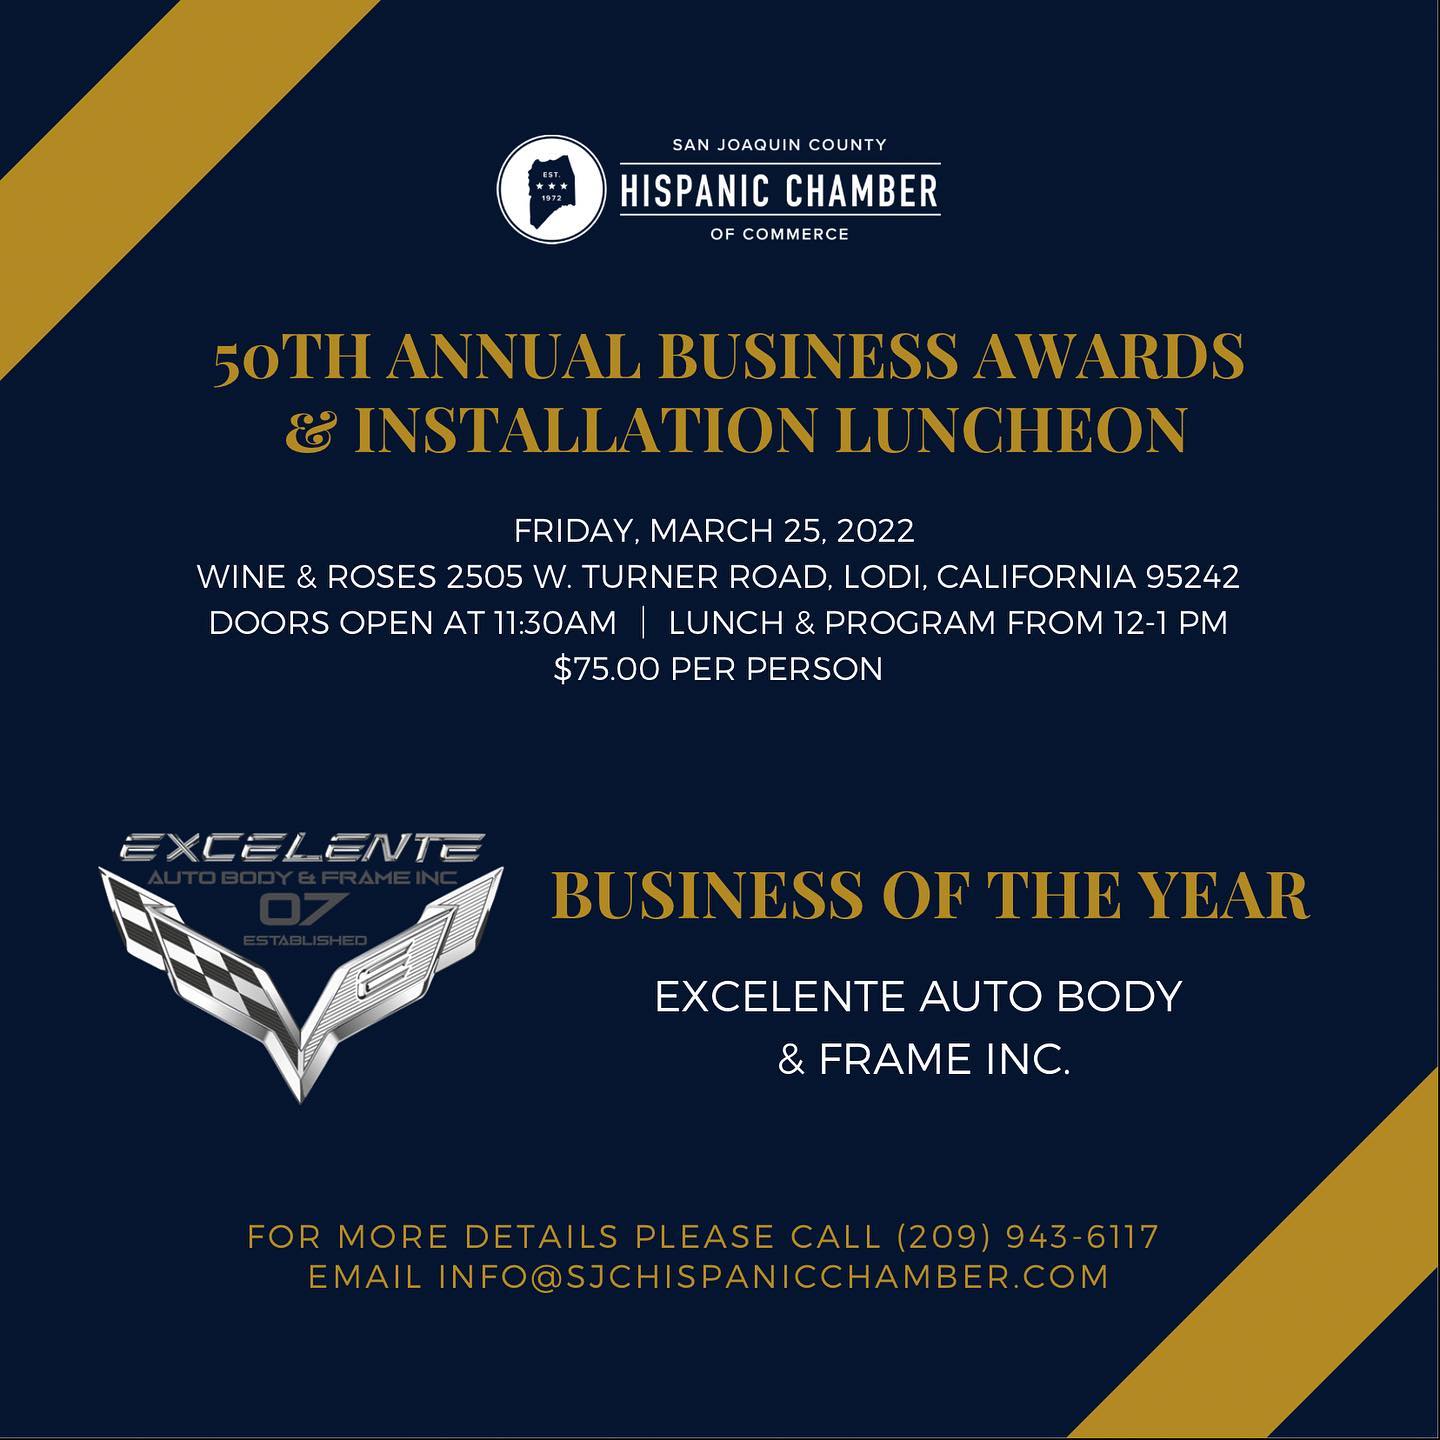 SAN JOAQUIN COUNTY
HISPANIC CHAMBER
OF COMMERCE
EST.
1972
50TH ANNUAL BUSINESS AWARDS
& INSTALLATION LUNCHEON
FRIDAY, MARCH 25, 2022
WINE & ROSES 2505 W. TURNER ROAD, LODI, CALIFORNIA 95242
DOORS OPEN AT 11:30AM | LUNCH & PROGRAM FROM 12-1 PM
$75.00 PER PERSON
EXCELENTE
AUTO BODY & FRAME INC
07
ESTABLISHED
E
BUSINESS OF THE YEAR
EXCELENTE AUTO BODY
& FRAME INC.
FOR MORE DETAILS PLEASE CALL (209) 943-6117
EMAIL INFO@SJCHISPANICCHAMBER.COM